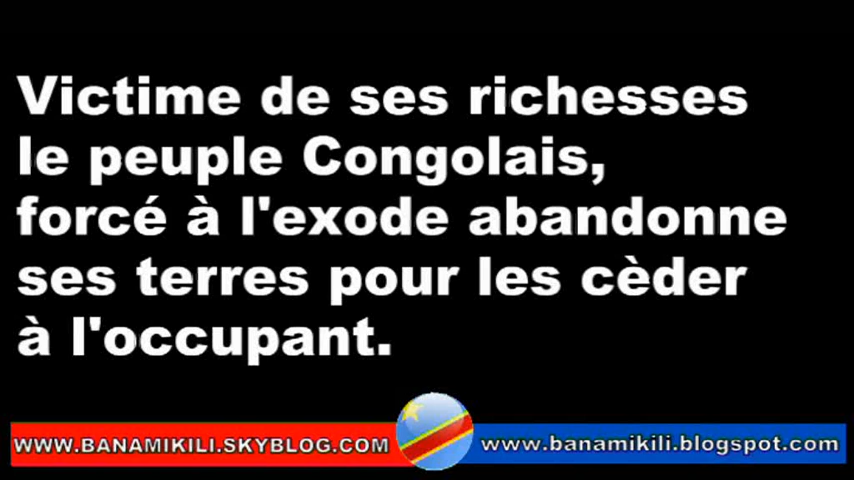 Victime de ses richesses
le peuple Congolais,
forcé à l'exode abandonne
ses terres pour les cèder
à l'occupant.
WWW.BANAMIKILI.SKYBLOG.COM
www.banamikili.blogspot.com